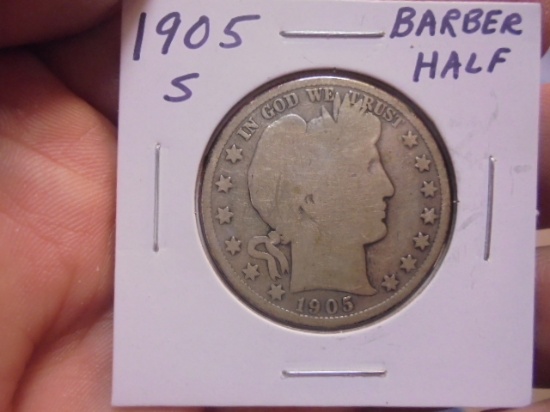 1905 BARBER
S HALF
IN GOD WE TRUST
1905